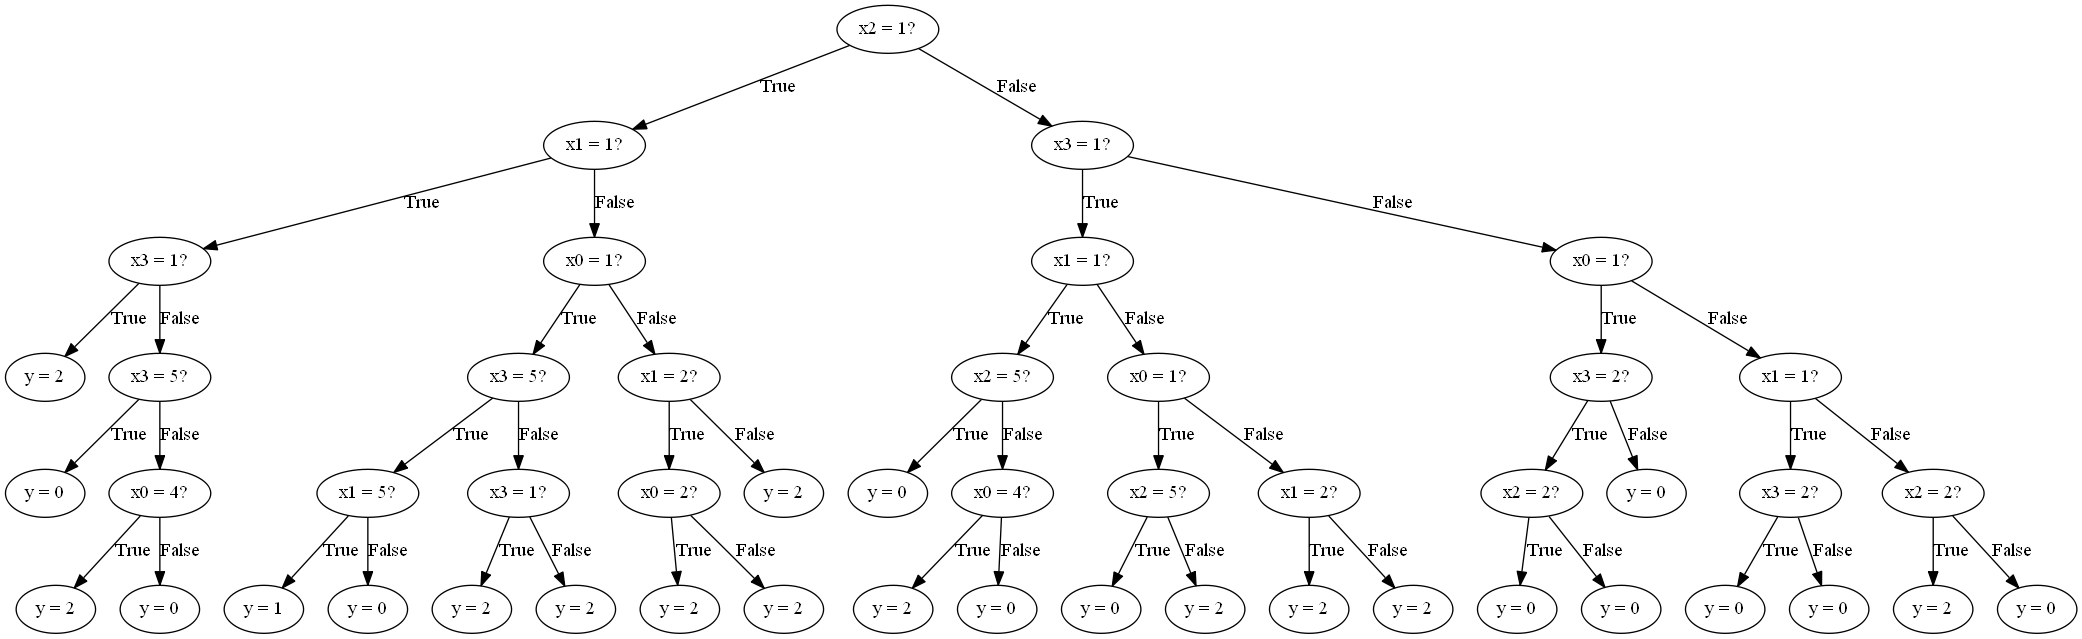 x2 = 1?
True
False
x1 = 1?
x3 = 1?
True
False
True
False
x3 = 1?
x0 = 1?
x1 = 1?
x0 = 1?
True
False
True
False
True
False
True
False
y = 2
x3 = 5?
x3 = 5?
x1 = 2?
x2 = 5?
x0 = 1?
x3 = 2?
x1 = 1?
True
False
True
False
True
False
True
False
True
False
True
False
True
False
y = 0
x0 = 4?
x1 = 5?
x3 = 1?
x0 = 2?
y = 2
y = 0
x0 = 4?
x2 = 5?
x1 = 2?
x2 = 2?
y = 0
x3 = 2?
x2 = 2?
True
False
True
False
True
False
True
False
True
False
True
False
True
False
True
False
True
False
True
False
y = 2
y = 0
y = 1
y = 0
y = 2
y = 2
y = 2
y = 2
y = 2
y = 0
y = 0
y = 2
y = 2
y = 2
y = 0
y = 0
y = 0
y = 0
y = 2
y = 0